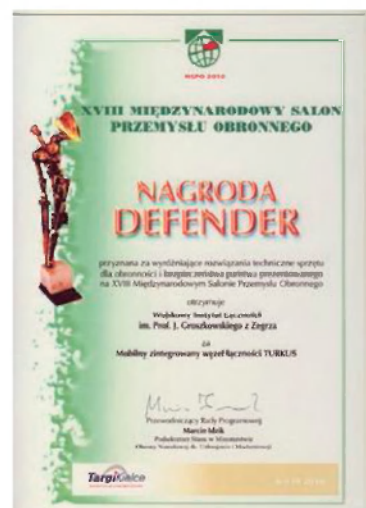 MSPO 2010
XVIII MIĘDZYNARODOWY SALON
PRZEMYSŁU OBRONNEGO
NAGRODA
DEFENDER
przyznana za wyróżniające rozwiązania techniczne sprzętu
dla obronności i bezpieczeństwa państwa prezentowanego
na XVIII Międzynarodowym Salonie Przemysłu Obronnego
otrzymuje
Wojskowy Instytut Łączności
im. Prof. J. Groszkowskiego z Zegrza
za
Mobilny zintegrowany węzeł łączności TURKUS
Przewodniczący Rady Programowej
Marcin Idzik
Podsekretarz Stanu w Ministerstwie
Obrony Narodowej ds. Uzbrojenia i Modernizacji
Targi Kielce